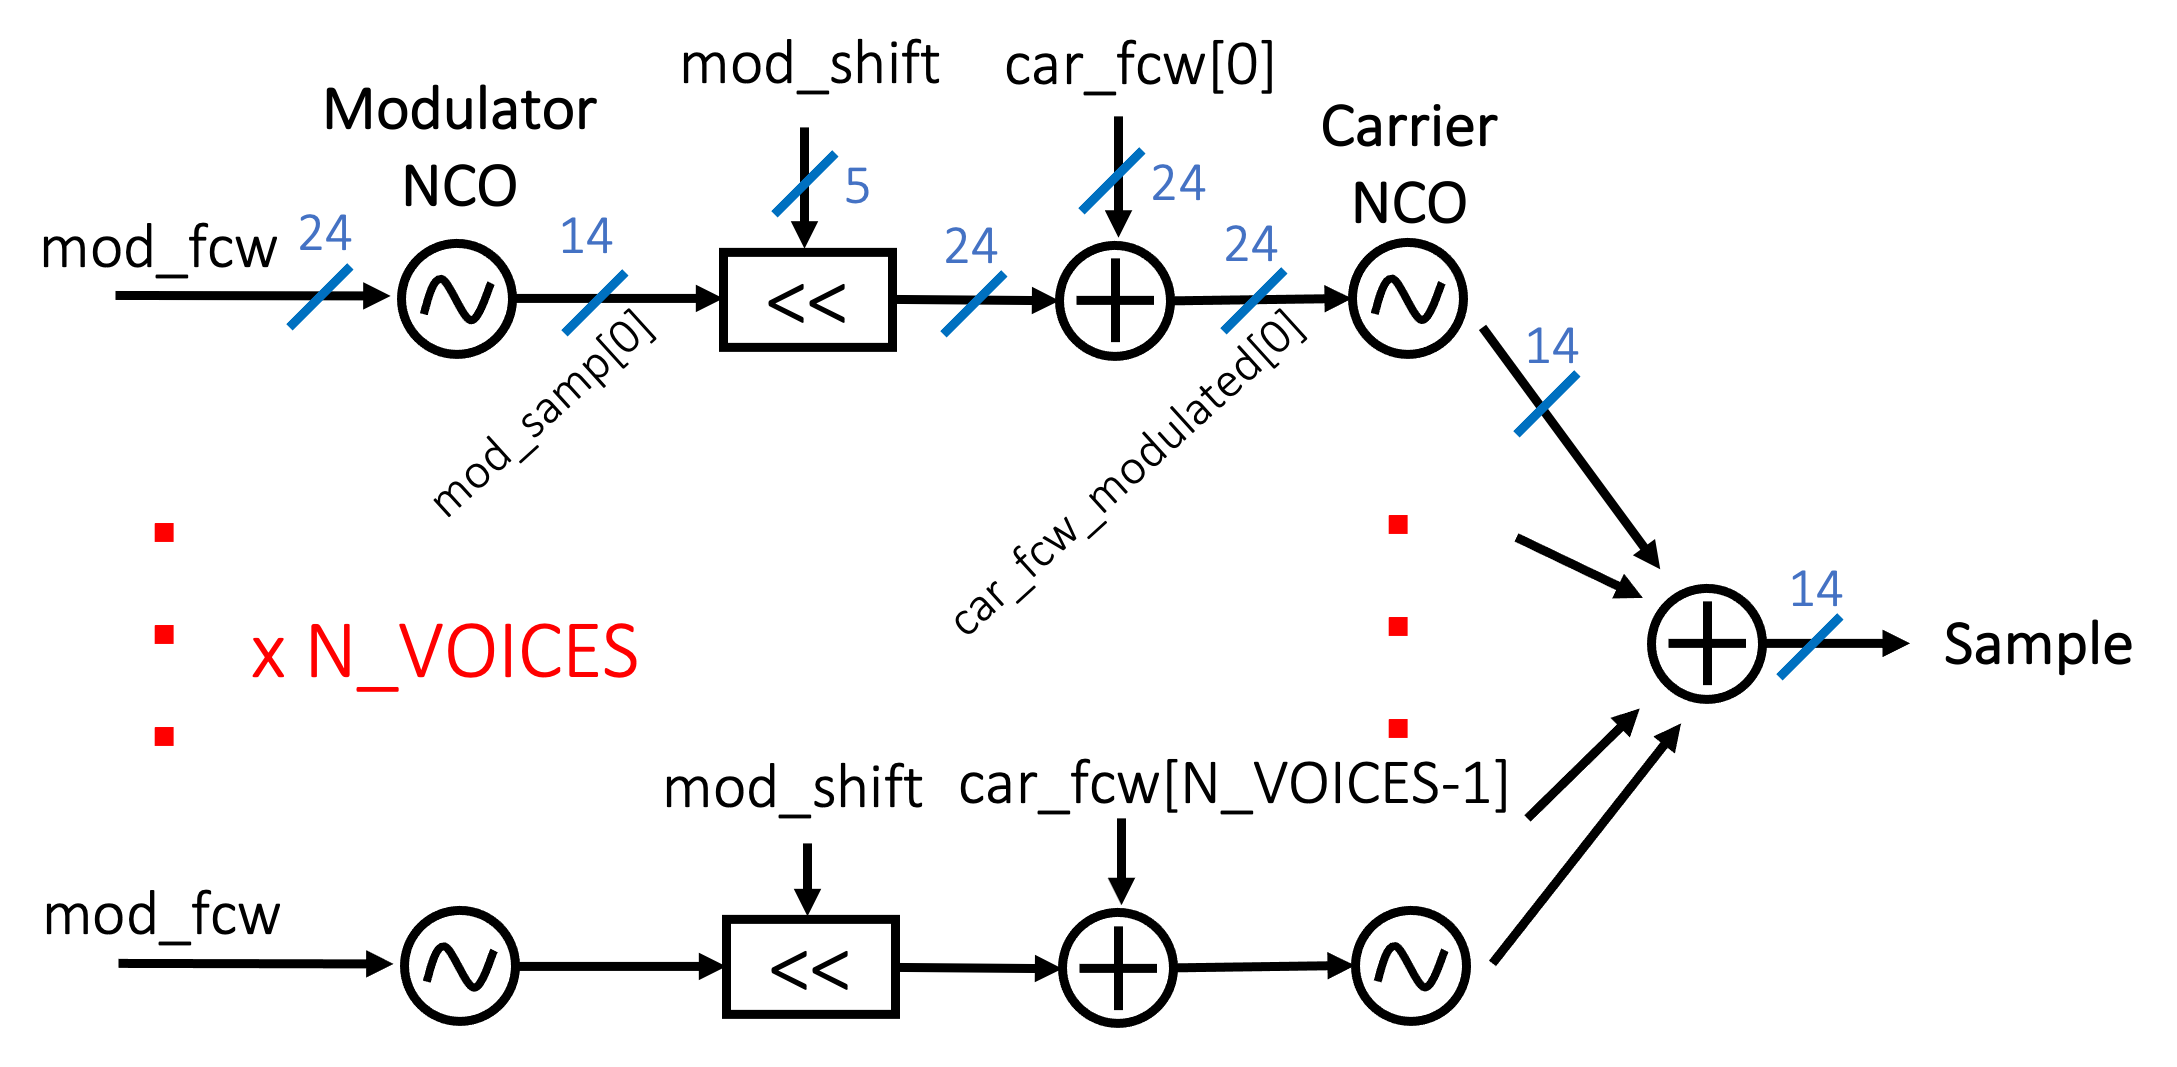 mod_shift
car_fcw[0]
Modulator
NCO
Carrier
NCO
5
24
mod_fcw
24
14
24
24
<<
mod_samp[0]
car_fcw_modulated[0]
14
x N_VOICES
14
Sample
mod_shift
car_fcw[N_VOICES-1]
mod_fcw
<<